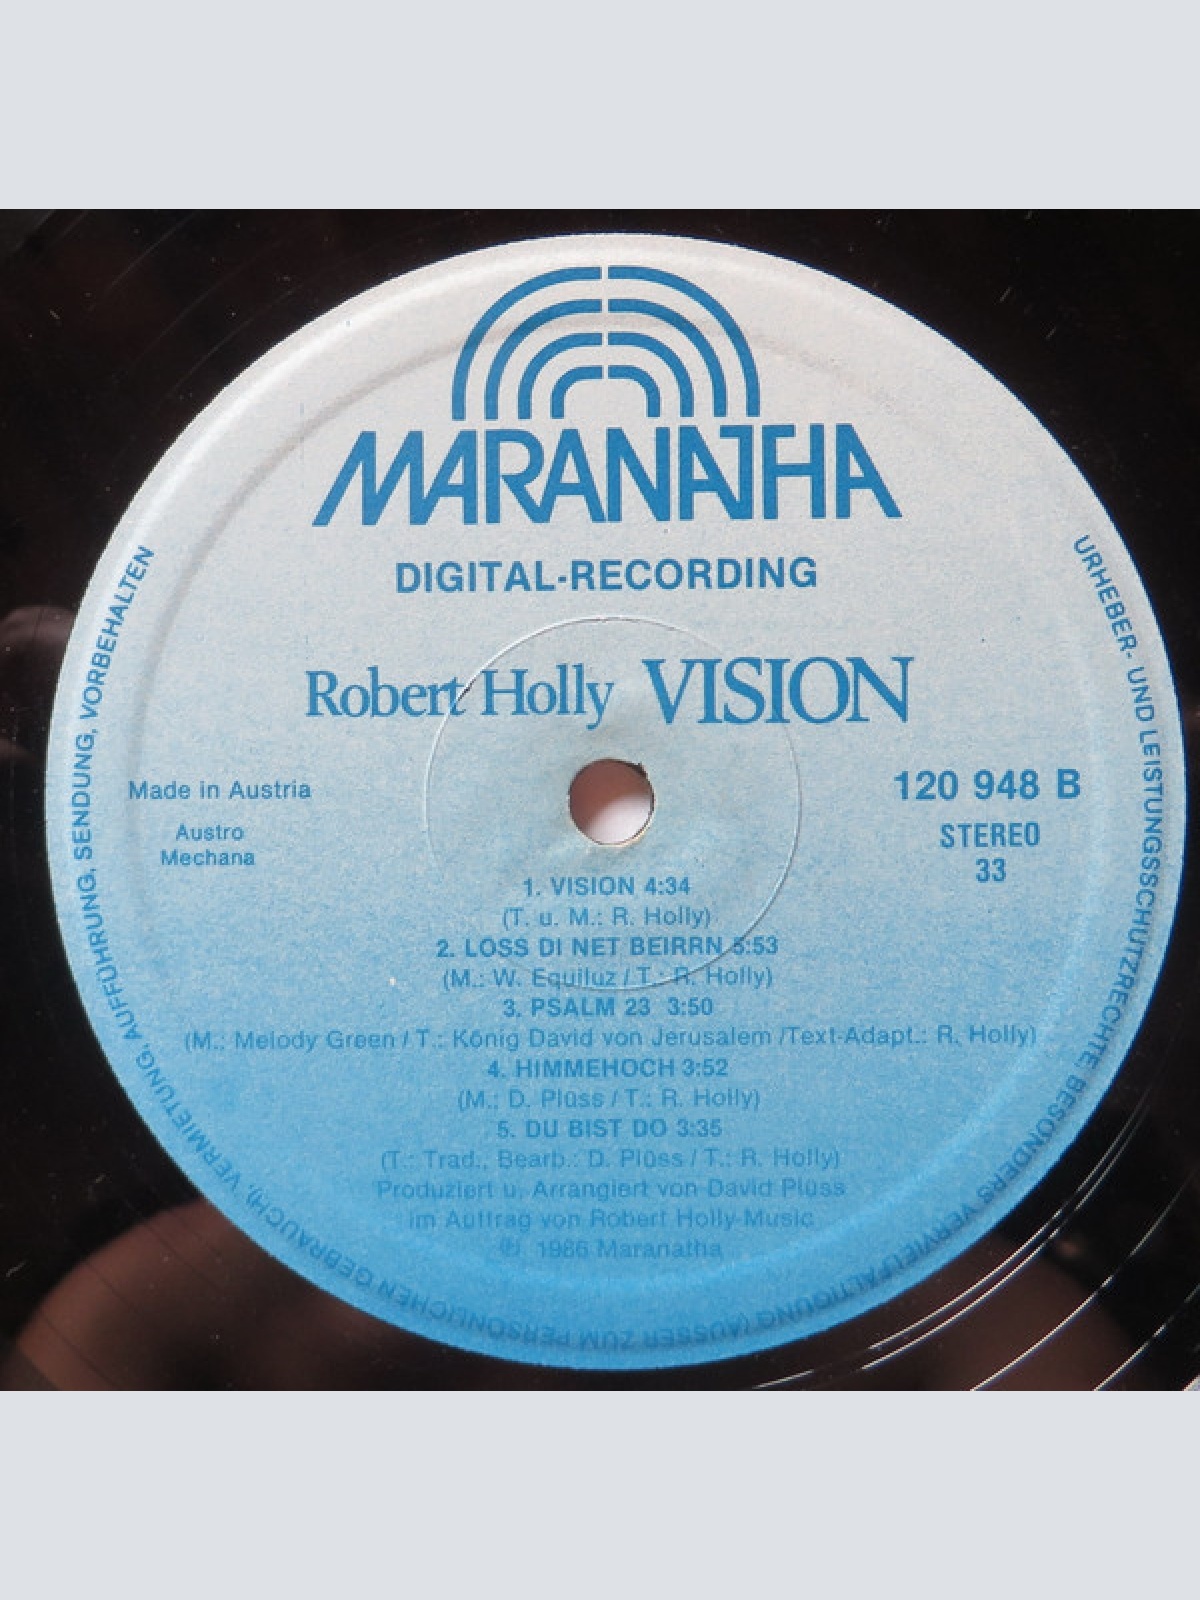 MARANATHA
DIGITAL-RECORDING
Robert Holly VISION
Made in Austria
Austro
Mechana
120 948 B
STEREO
33
1. VISION 4:34
(T. u. M.: R. Holly)
2. LOSS DI NET BEIRRN 5:53
(M.: W. Equiluz / T.: R. Holly)
3. PSALM 23 3:50
(M.: Melody Green / T.: König David von Jerusalem /Text-Adapt.: R. Holly)
4. HIMMEHOCH 3:52
(M.: D. Plüss / T.: R. Holly)
5. DU BIST DO 3:35
(T.: Trad., Bearb.: D. Plüss / T.: R. Holly)
Produziert u. Arrangiert von David Plüss
im Auftrag von Robert Holly-Music
℗ 1986 Maranatha
URHEBER- UND LEISTUNGSSCHUTZRECHTE, BESONDERS VERVIELFÄLTIGUNG (AUSSER ZUM PERSÖNLICHEN GEBRAUCH), VERMIETUNG, AUFFÜHRUNG, SENDUNG, VORBEHALTEN